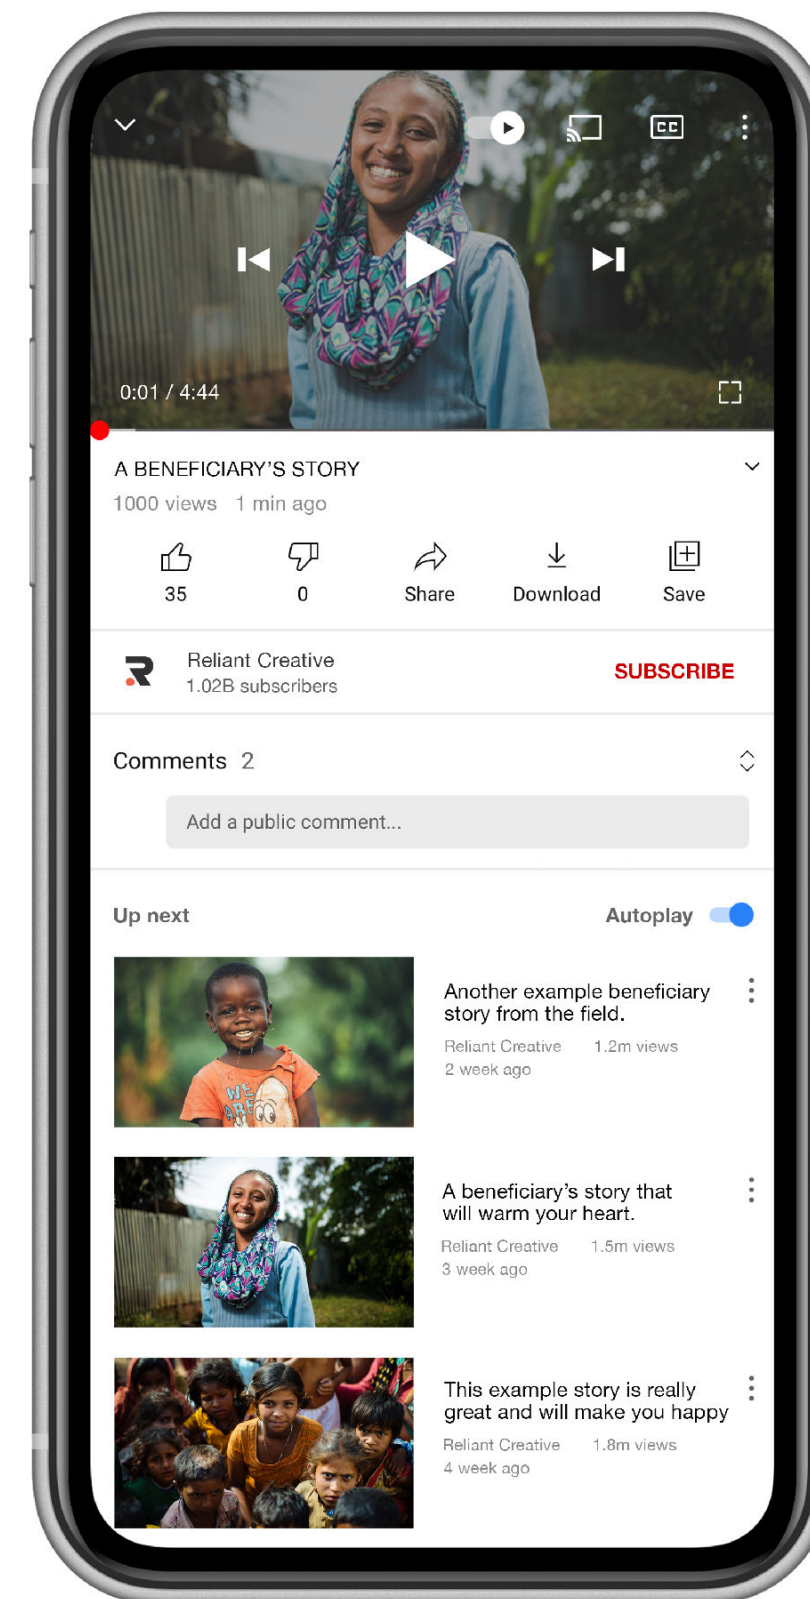 CC
0:01 / 4:44
A BENEFICIARY'S STORY
1000 views 1 min ago
35 0 Share Download Save
Reliant Creative
1.02B subscribers
SUBSCRIBE
Comments 2
Add a public comment...
Up next Autoplay
WE
ARE
Another example beneficiary
story from the field.
Reliant Creative 1.2m views
2 week ago
A beneficiary's story that
will warm your heart.
Reliant Creative 1.5m views
3 week ago
This example story is really
great and will make you happy
Reliant Creative 1.8m views
4 week ago